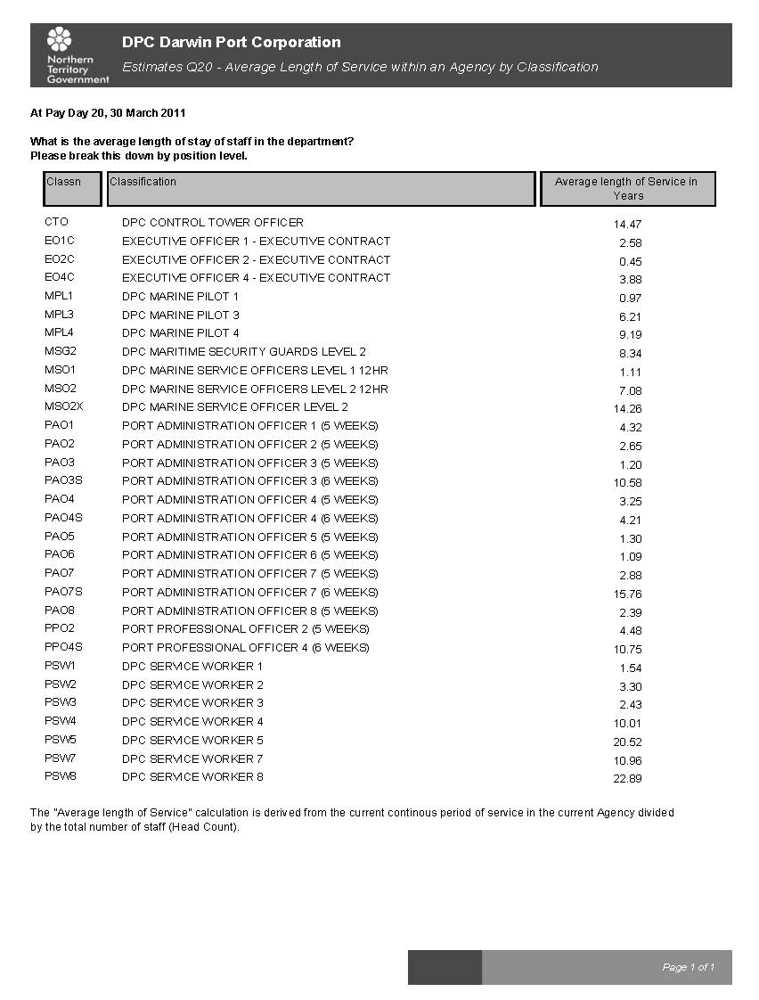 Northern
Territory
Government
DPC Darwin Port Corporation
Estimates Q20 - Average Length of Service within an Agency by Classification
At Pay Day 20, 30 March 2011
What is the average length of stay of staff in the department?
Please break this down by position level.
Classn Classification Average length of Service in
Years
CTO DPC CONTROL TOWER OFFICER 14.47
EO1C EXECUTIVE OFFICER 1 - EXECUTIVE CONTRACT 2.58
EO2C EXECUTIVE OFFICER 2 - EXECUTIVE CONTRACT 0.45
EO4C EXECUTIVE OFFICER 4 - EXECUTIVE CONTRACT 3.88
MPL1 DPC MARINE PILOT 1 0.97
MPL3 DPC MARINE PILOT 3 6.21
MPL4 DPC MARINE PILOT 4 9.19
MSG2 DPC MARITIME SECURITY GUARDS LEVEL 2 8.34
MSO1 DPC MARINE SERVICE OFFICERS LEVEL 1 12HR 1.11
MSO2 DPC MARINE SERVICE OFFICERS LEVEL 2 12HR 7.08
MSO2X DPC MARINE SERVICE OFFICER LEVEL 2 14.26
PAO1 PORT ADMINISTRATION OFFICER 1 (5 WEEKS) 4.32
PAO2 PORT ADMINISTRATION OFFICER 2 (5 WEEKS) 2.65
PAO3 PORT ADMINISTRATION OFFICER 3 (5 WEEKS) 1.20
PAO3S PORT ADMINISTRATION OFFICER 3 (6 WEEKS) 10.58
PAO4 PORT ADMINISTRATION OFFICER 4 (5 WEEKS) 3.25
PAO4S PORT ADMINISTRATION OFFICER 4 (6 WEEKS) 4.21
PAO5 PORT ADMINISTRATION OFFICER 5 (5 WEEKS) 1.30
PAO6 PORT ADMINISTRATION OFFICER 6 (5 WEEKS) 1.09
PAO7 PORT ADMINISTRATION OFFICER 7 (5 WEEKS) 2.88
PAO7S PORT ADMINISTRATION OFFICER 7 (6 WEEKS) 15.76
PAO8 PORT ADMINISTRATION OFFICER 8 (5 WEEKS) 2.39
PPO2 PORT PROFESSIONAL OFFICER 2 (5 WEEKS) 4.48
PPO4S PORT PROFESSIONAL OFFICER 4 (6 WEEKS) 10.75
PSW1 DPC SERVICE WORKER 1 1.54
PSW2 DPC SERVICE WORKER 2 3.30
PSW3 DPC SERVICE WORKER 3 2.43
PSW4 DPC SERVICE WORKER 4 10.01
PSW5 DPC SERVICE WORKER 5 20.52
PSW7 DPC SERVICE WORKER 7 10.96
PSW8 DPC SERVICE WORKER 8 22.89
The "Average length of Service" calculation is derived from the current continous period of service in the current Agency divided
by the total number of staff (Head Count).
Page 1 of 1